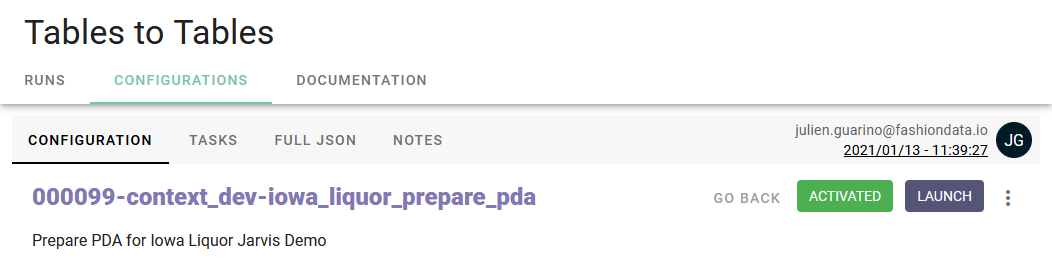 Tables to Tables
RUNS CONFIGURATIONS DOCUMENTATION
CONFIGURATION TASKS FULL JSON NOTES
julien.guarino@fashiondata.io
2021/01/13 - 11:39:27
JG
000099-context_dev-iowa_liquor_prepare_pda
GO BACK ACTIVATED LAUNCH
Prepare PDA for Iowa Liquor Jarvis Demo